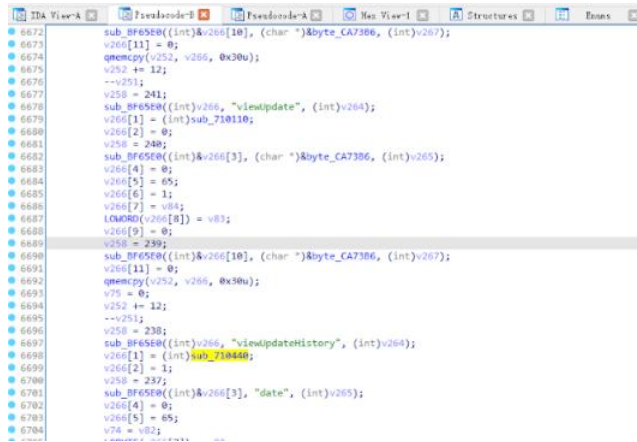 IDA View-A Pseudocode-B Pseudocode-A Hex View-1 Structures Enums
6672 sub_BF65E0((int)&v266[10], (char *)&byte_CA73B6, (int)v267);
6673 v266[11] = 0;
6674 qmemcpy(v252, v266, 0x30u);
6675 v252 += 12;
6676 --v251;
6677 v258 = 241;
6678 sub_BF65E0((int)v266, "viewUpdate", (int)v264);
6679 v266[1] = (int)sub_710110;
6680 v266[2] = 0;
6681 v258 = 240;
6682 sub_BF65E0((int)&v266[3], (char *)&byte_CA73B6, (int)v265);
6683 v266[4] = 0;
6684 v266[5] = 65;
6685 v266[6] = 1;
6686 v266[7] = v84;
6687 LOWORD(v266[8]) = v83;
6688 v266[9] = 0;
6689 v258 = 239;
6690 sub_BF65E0((int)&v266[10], (char *)&byte_CA73B6, (int)v267);
6691 v266[11] = 0;
6692 qmemcpy(v252, v266, 0x30u);
6693 v75 = 0;
6694 v252 += 12;
6695 --v251;
6696 v258 = 238;
6697 sub_BF65E0((int)v266, "viewUpdateHistory", (int)v264);
6698 v266[1] = (int)sub_710440;
6699 v266[2] = 1;
6700 v258 = 237;
6701 sub_BF65E0((int)&v266[3], "date", (int)v265);
6702 v266[4] = 0;
6703 v266[5] = 65;
6704 v74 = v82;